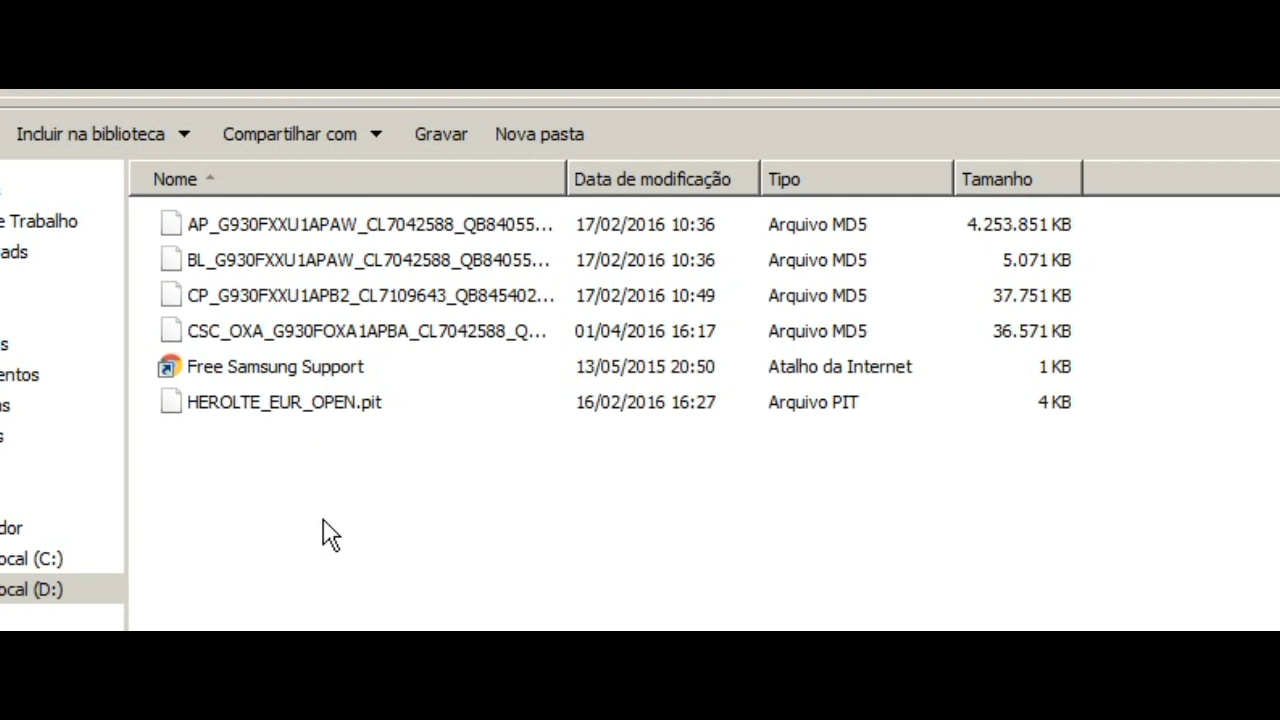 Incluir na biblioteca Compartilhar com Gravar Nova pasta
Nome Data de modificação Tipo Tamanho
AP_G930FXXU1APAW_CL7042588_QB84055... 17/02/2016 10:36 Arquivo MD5 4.253.851 KB
e Trabalho
BL_G930FXXU1APAW_CL7042588_QB84055... 17/02/2016 10:36 Arquivo MD5 5.071 KB
ads
CP_G930FXXU1APB2_CL7109643_QB845402... 17/02/2016 10:49 Arquivo MD5 37.751 KB
CSC_OXA_G930FOXA1APBA_CL7042588_Q... 01/04/2016 16:17 Arquivo MD5 36.571 KB
s
Free Samsung Support 13/05/2015 20:50 Atalho da Internet 1 KB
entos
HEROLTE_EUR_OPEN.pit 16/02/2016 16:27 Arquivo PIT 4 KB
s
s
dor
ocal (C:)
ocal (D:)